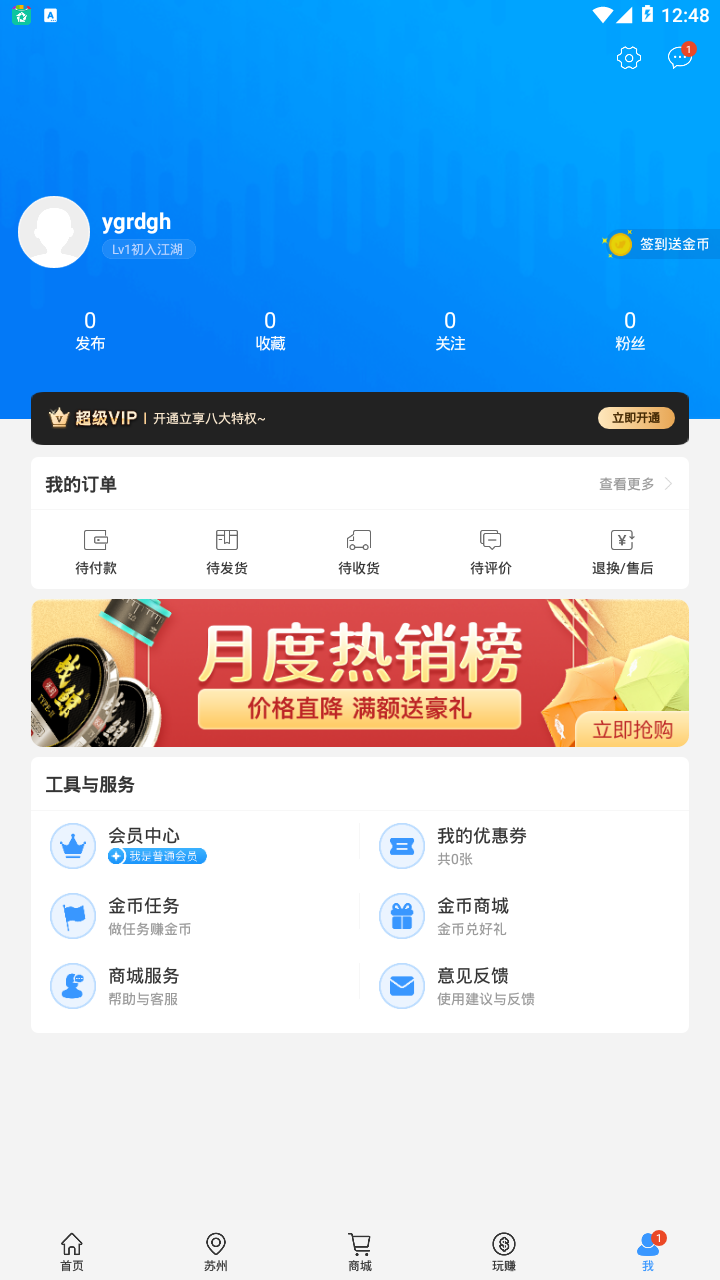 12:48
1
ygrdgh
Lv1初入江湖
签到送金币
0 0 0 0
发布 收藏 关注 粉丝
超级VIP 开通立享八大特权~ 立即开通
我的订单 查看更多
待付款 待发货 待收货 待评价 退换/售后
月度热销榜
价格直降 满额送豪礼
立即抢购
工具与服务
会员中心
我是普通会员
我的优惠券
共0张
金币任务
做任务赚金币
金币商城
金币兑好礼
商城服务
帮助与客服
意见反馈
使用建议与反馈
1
首页 苏州 商城 玩赚 我